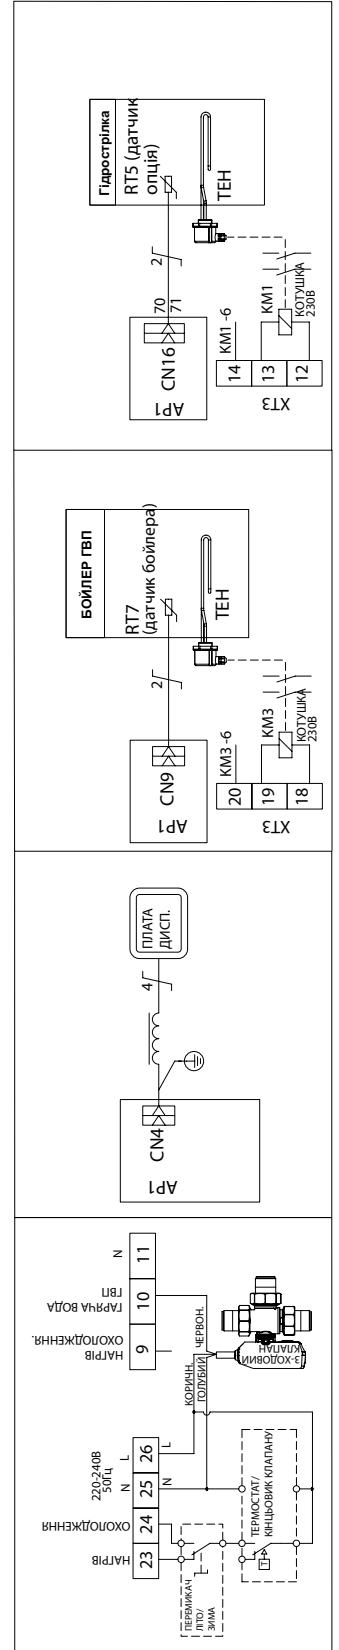 Гідрострілка
RT5 (датчик
опція)
ТЕН
2
70
71
CN16
AP1
KM1 -6
14
13
12
XT3
KM1
КОТУШКА
230В
БОЙЛЕР ГВП
RT7
(датчик бойлера)
ТЕН
2
CN9
AP1
KM3 -6
20
19
18
XT3
KM3
КОТУШКА
230В
ПЛАТА
ДИСП.
4
CN4
AP1
N
11
10
9
ГАРЯЧА ВОДА
ГВП
НАГРІВ
ОХОЛОДЖЕННЯ.
КОРИЧН.
ГОЛУБИЙ
ЧЕРВОН.
3-ХОДОВИЙ
КЛАПАН
220-240В
50Гц
L
N
26
25
24
23
L
N
ОХОЛОДЖЕННЯ
НАГРІВ
ПЕРЕМИКАЧ
ЛІТО/
ЗИМА
ТЕРМОСТАТ/
КІНЦЬОВИК КЛАПАНУ
T